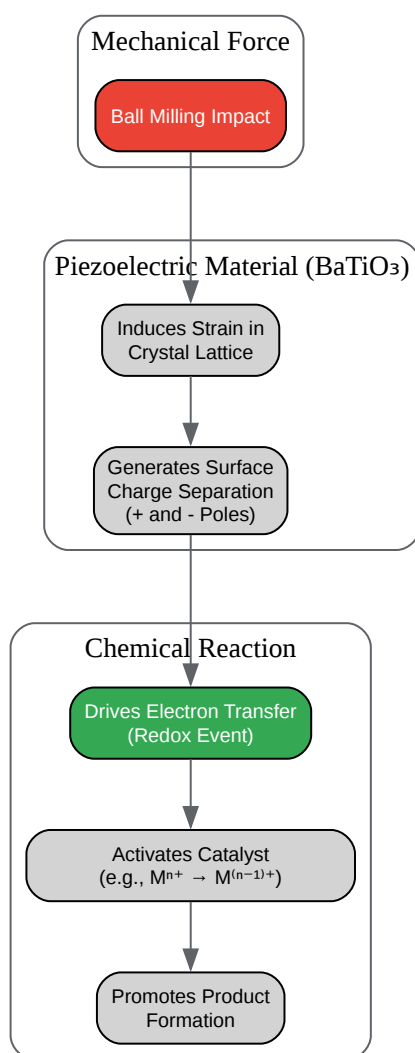 Mechanical Force
Ball Milling Impact
Piezoelectric Material (BaTiO₃)
Induces Strain in
Crystal Lattice
Generates Surface
Charge Separation
(+ and - Poles)
Chemical Reaction
Drives Electron Transfer
(Redox Event)
Activates Catalyst
(e.g., Mⁿ⁺ → M⁽ⁿ⁻¹⁾⁺)
Promotes Product
Formation